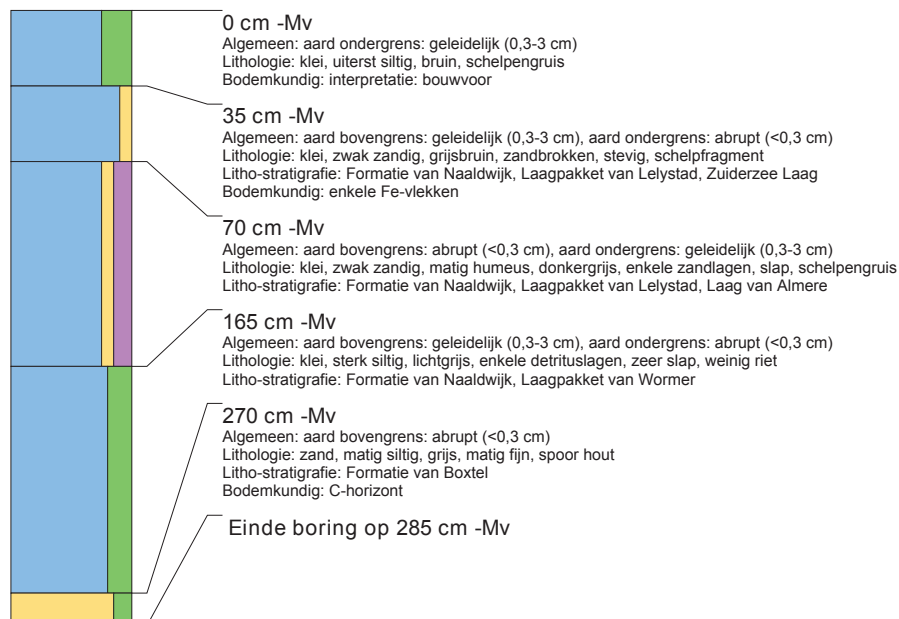 0 cm -Mv
Algemeen: aard ondergrens: geleidelijk (0,3-3 cm)
Lithologie: klei, uiterst siltig, bruin, schelpengruis
Bodemkundig: interpretatie: bouwvoor
35 cm -Mv
Algemeen: aard bovengrens: geleidelijk (0,3-3 cm), aard ondergrens: abrupt (<0,3 cm)
Lithologie: klei, zwak zandig, grijsbruin, zandbrokken, stevig, schelpfragment
Litho-stratigrafie: Formatie van Naaldwijk, Laagpakket van Lelystad, Zuiderzee Laag
Bodemkundig: enkele Fe-vlekken
70 cm -Mv
Algemeen: aard bovengrens: abrupt (<0,3 cm), aard ondergrens: geleidelijk (0,3-3 cm)
Lithologie: klei, zwak zandig, matig humeus, donkergrijs, enkele zandlagen, slap, schelpengruis
Litho-stratigrafie: Formatie van Naaldwijk, Laagpakket van Lelystad, Laag van Almere
165 cm -Mv
Algemeen: aard bovengrens: geleidelijk (0,3-3 cm), aard ondergrens: abrupt (<0,3 cm)
Lithologie: klei, sterk siltig, lichtgrijs, enkele detrituslagen, zeer slap, weinig riet
Litho-stratigrafie: Formatie van Naaldwijk, Laagpakket van Wormer
270 cm -Mv
Algemeen: aard bovengrens: abrupt (<0,3 cm)
Lithologie: zand, matig siltig, grijs, matig fijn, spoor hout
Litho-stratigrafie: Formatie van Boxtel
Bodemkundig: C-horizont
Einde boring op 285 cm -Mv